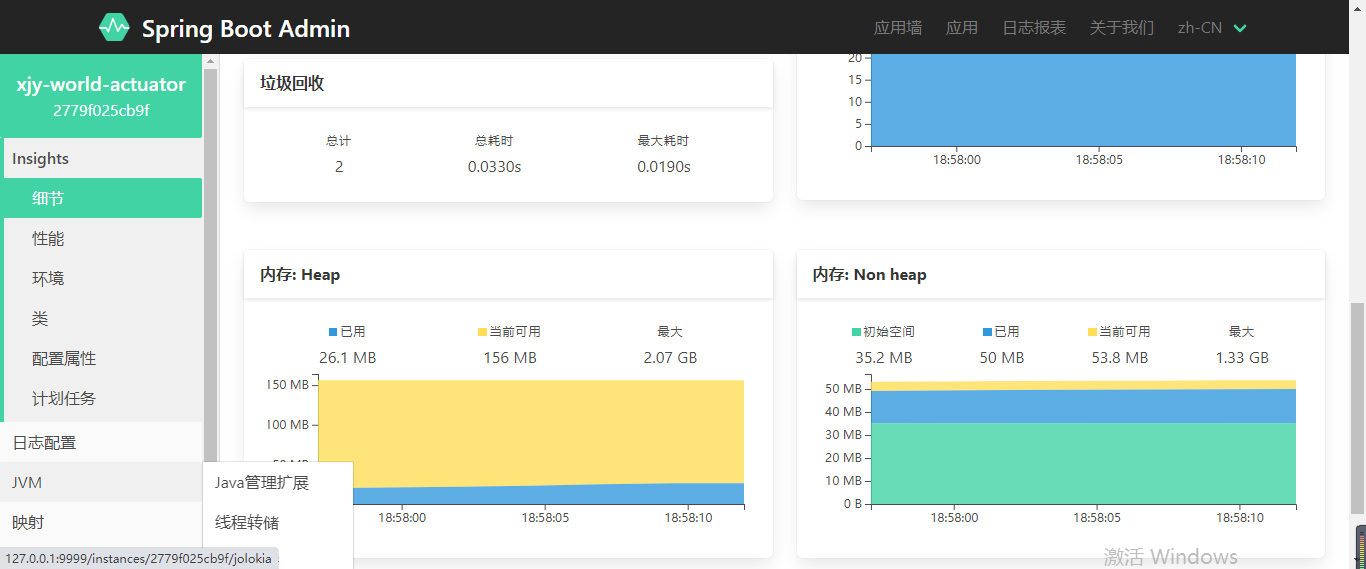 Spring Boot Admin
应用墙 应用 日志报表 关于我们 zh-CN
xjy-world-actuator
2779f025cb9f
Insights
细节
性能
环境
类
配置属性
计划任务
日志配置
JVM
映射
Java管理扩展
线程转储
127.0.0.1:9999/instances/2779f025cb9f/jolokia
垃圾回收
总计 总耗时 最大耗时
2 0.0330s 0.0190s
20
15
10
5
0
18:58:00 18:58:05 18:58:10
内存: Heap
已用 当前可用 最大
26.1 MB 156 MB 2.07 GB
150 MB
100 MB
18:58:00 18:58:05 18:58:10
内存: Non heap
初始空间 已用 当前可用 最大
35.2 MB 50 MB 53.8 MB 1.33 GB
50 MB
40 MB
30 MB
20 MB
10 MB
0 B
18:58:00 18:58:05 18:58:10
激活 Windows